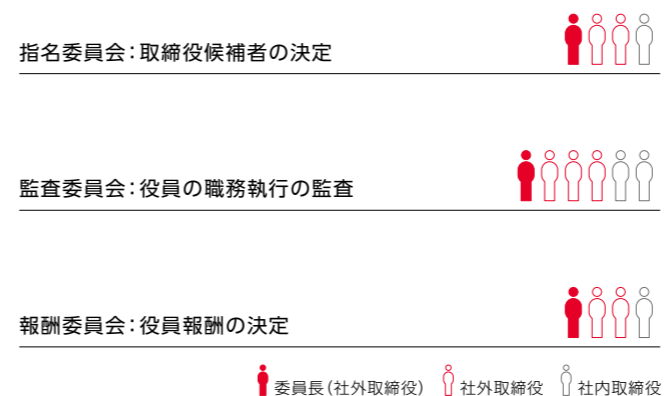 指名委員会：取締役候補者の決定
監査委員会：役員の職務執行の監査
報酬委員会：役員報酬の決定
委員長（社外取締役） 社外取締役 社内取締役